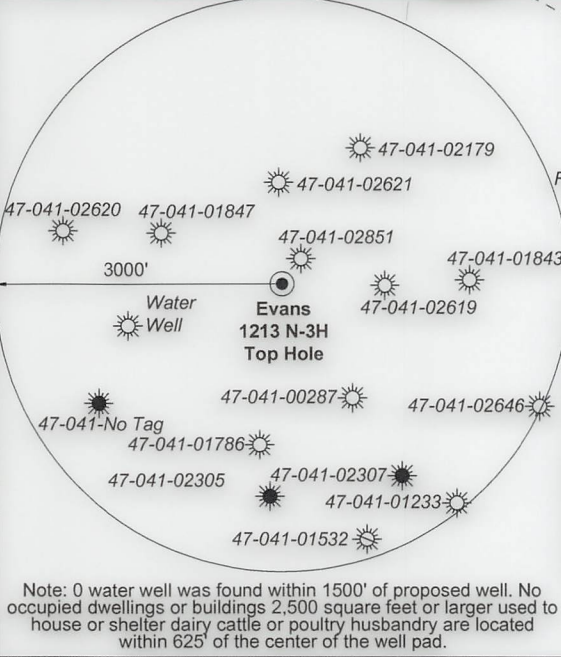 47-041-02179
47-041-02621
47-041-02620
47-041-01847
47-041-02851
47-041-01843
3000'
Water
Well
Evans
1213 N-3H
Top Hole
47-041-02619
47-041-00287
47-041-02646
47-041-No Tag
47-041-01786
47-041-02305
47-041-02307
47-041-01233
47-041-01532
Note: 0 water well was found within 1500' of proposed well. No
occupied dwellings or buildings 2,500 square feet or larger used to
house or shelter dairy cattle or poultry husbandry are located
within 625' of the center of the well pad.